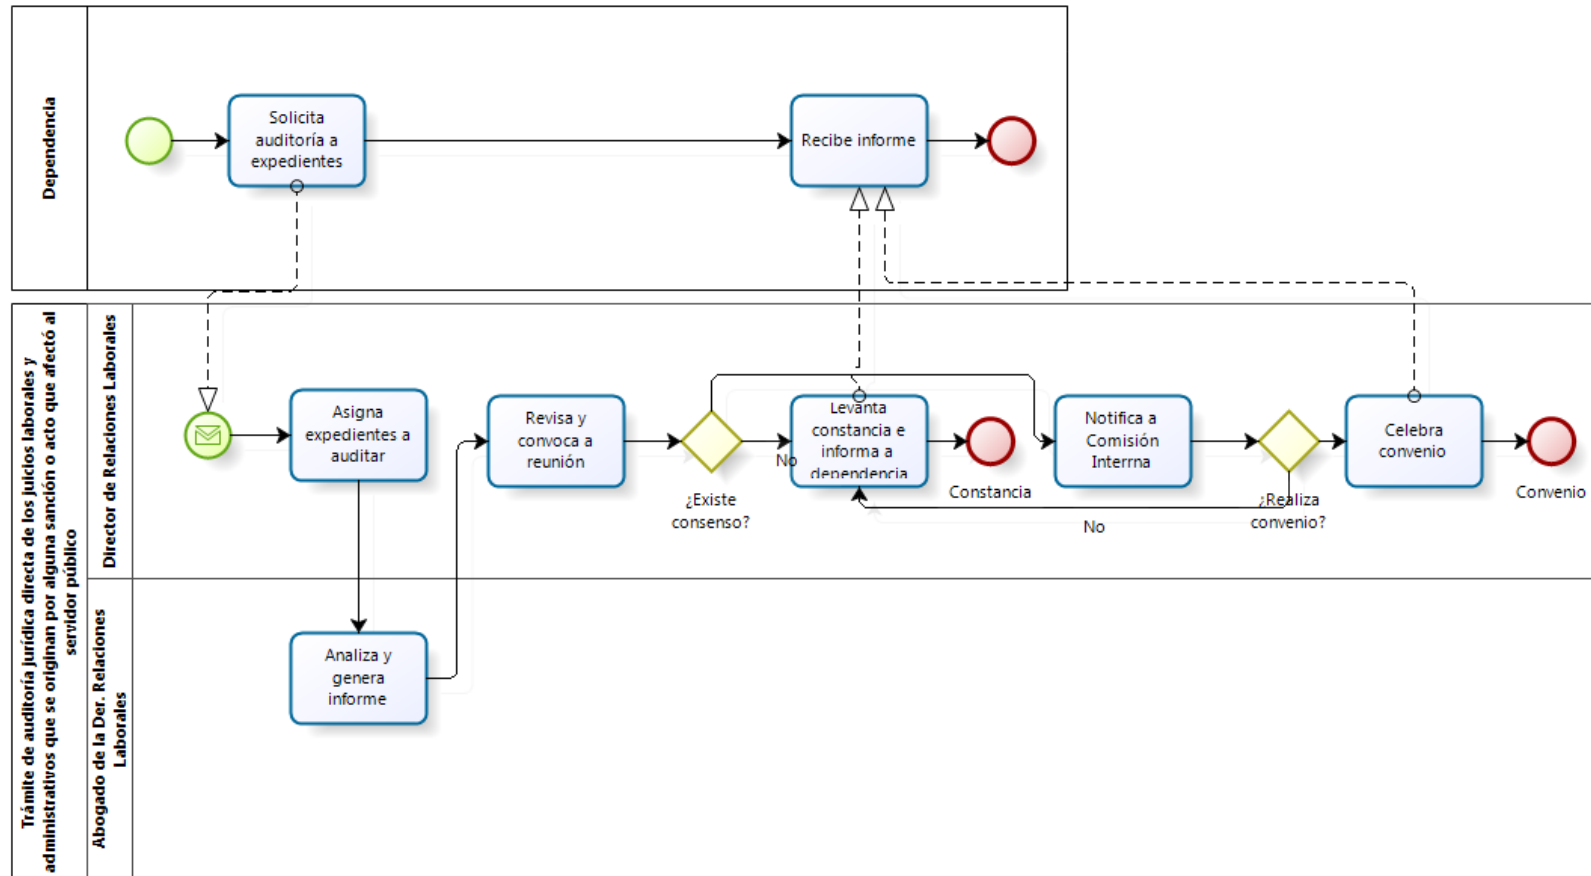 Dependencia
Solicita
auditoría a
expedientes
Recibe informe
Trámite de auditoría jurídica directa de los juicios laborales y
administrativos que se originan por alguna sanción o acto que afectó al
servidor público
Director de Relaciones Laborales
Asigna
expedientes a
auditar
Revisa y
convoca a
reunión
¿Existe
consenso?
No
Levanta
constancia e
informa a
dependencia
Constancia
Notifica a
Comisión
Interrna
¿Realiza
convenio?
No
Celebra
convenio
Convenio
Abogado de la Der. Relaciones
Laborales
Analiza y
genera
informe